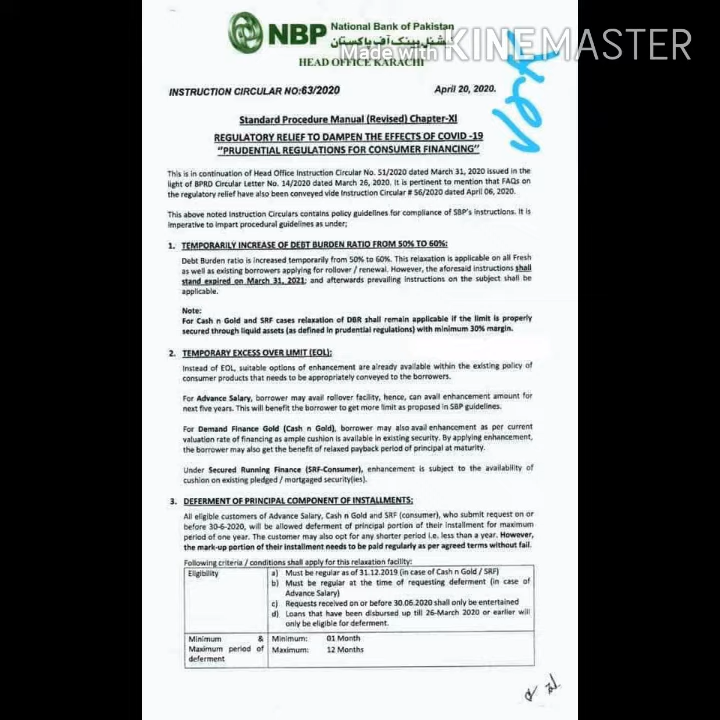 NBP National Bank of Pakistan
نیشنل بینک آف پاکستان
Made with KINEMASTER
HEAD OFFICE KARACHI
INSTRUCTION CIRCULAR NO:63/2020 April 20, 2020.
Standard Procedure Manual (Revised) Chapter-XI
REGULATORY RELIEF TO DAMPEN THE EFFECTS OF COVID -19
"PRUDENTIAL REGULATIONS FOR CONSUMER FINANCING"
This is in continuation of Head Office Instruction Circular No. 51/2020 dated March 31, 2020 issued in the
light of BPRD Circular Letter No. 14/2020 dated March 26, 2020. It is pertinent to mention that FAQs on
the regulatory relief have also been conveyed vide Instruction Circular # 56/2020 dated April 06, 2020.
This above noted Instruction Circulars contains policy guidelines for compliance of SBP's instructions. It is
imperative to impart procedural guidelines as under;
1. TEMPORARILY INCREASE OF DEBT BURDEN RATIO FROM 50% TO 60%:
Debt Burden ratio is increased temporarily from 50% to 60%. This relaxation is applicable on all Fresh
as well as existing borrowers applying for rollover / renewal. However, the aforesaid instructions shall
stand expired on March 31, 2021; and afterwards prevailing instructions on the subject shall be
applicable.
Note:
For Cash n Gold and SRF cases relaxation of DBR shall remain applicable if the limit is properly
secured through liquid assets (as defined in prudential regulations) with minimum 30% margin.
2. TEMPORARY EXCESS OVER LIMIT (EOL):
Instead of EOL, suitable options of enhancement are already available within the existing policy of
consumer products that needs to be appropriately conveyed to the borrowers.
For Advance Salary, borrower may avail rollover facility, hence, can avail enhancement amount for
next five years. This will benefit the borrower to get more limit as proposed in SBP guidelines.
For Demand Finance Gold (Cash n Gold), borrower may also avail enhancement as per current
valuation rate of financing as ample cushion is available in existing security. By applying enhancement,
the borrower may also get the benefit of relaxed payback period of principal at maturity.
Under Secured Running Finance (SRF-Consumer), enhancement is subject to the availability of
cushion on existing pledged / mortgaged security(ies).
3. DEFERMENT OF PRINCIPAL COMPONENT OF INSTALLMENTS:
All eligible customers of Advance Salary, Cash n Gold and SRF (consumer), who submit request on or
before 30-6-2020, will be allowed deferment of principal portion of their installment for maximum
period of one year. The customer may also opt for any shorter period i.e. less than a year. However,
the mark-up portion of their installment needs to be paid regularly as per agreed terms without fail.
Following criteria / conditions shall apply for this relaxation facility:
Eligibility a) Must be regular as of 31.12.2019 (in case of Cash n Gold / SRF)
b) Must be regular at the time of requesting deferment (in case of
Advance Salary)
c) Requests received on or before 30.06.2020 shall only be entertained
d) Loans that have been disbursed up till 26-March 2020 or earlier will
only be eligible for deferment.
Minimum & Minimum: 01 Month
Maximum period of Maximum: 12 Months
deferment